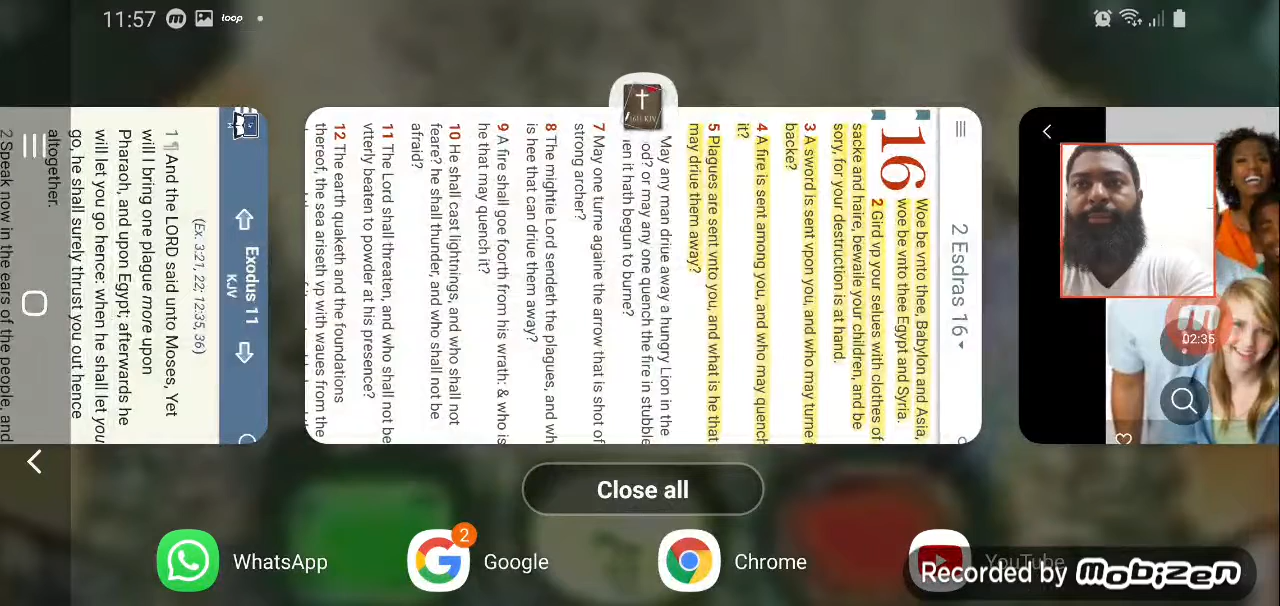 11:57
loop
1 ¶ And the LORD said unto Moses, Yet
will I bring one plague more upon
Pharaoh, and upon Egypt; afterwards he
will let you go hence: when he shall let you
go, he shall surely thrust you out hence
altogether.
2 Speak now in the ears of the people, and
(Ex. 3:21, 22; 12:35, 36)
Exodus 11
KJV
2 Esdras 16
16 Woe be vnto thee, Babylon and Asia,
woe be vnto thee Egypt and Syria.
2 Gird vp your selues with clothes of
sacke and haire, bewaile your children, and be
sory, for your destruction is at hand.
3 A sword is sent vpon you, and who may turne
backe?
4 A fire is sent among you, and who may quench
it?
5 Plagues are sent vnto you, and what is he that
may driue them away?
May any man driue away a hungry Lion in the
od? or may any one quench the fire in stubble
en it hath begun to burne?
7 May one turne against the arrow that is shot of
strong archer?
8 The mightie Lord sendeth the plagues, and wh
is hee that can driue them away?
9 A fire shall goe foorth from his wrath: & who is
he that may quench it?
10 He shall cast lightnings, and who shall not
feare? he shall thunder, and who shall not be
afraid?
11 The Lord shall threaten, and who shall not be
vtterly beaten to powder at his presence?
12 The earth quaketh and the foundations
thereof, the sea ariseth vp with waues from the
02:35
Close all
WhatsApp
2
Google
Chrome
YouTube
Recorded by mobizen